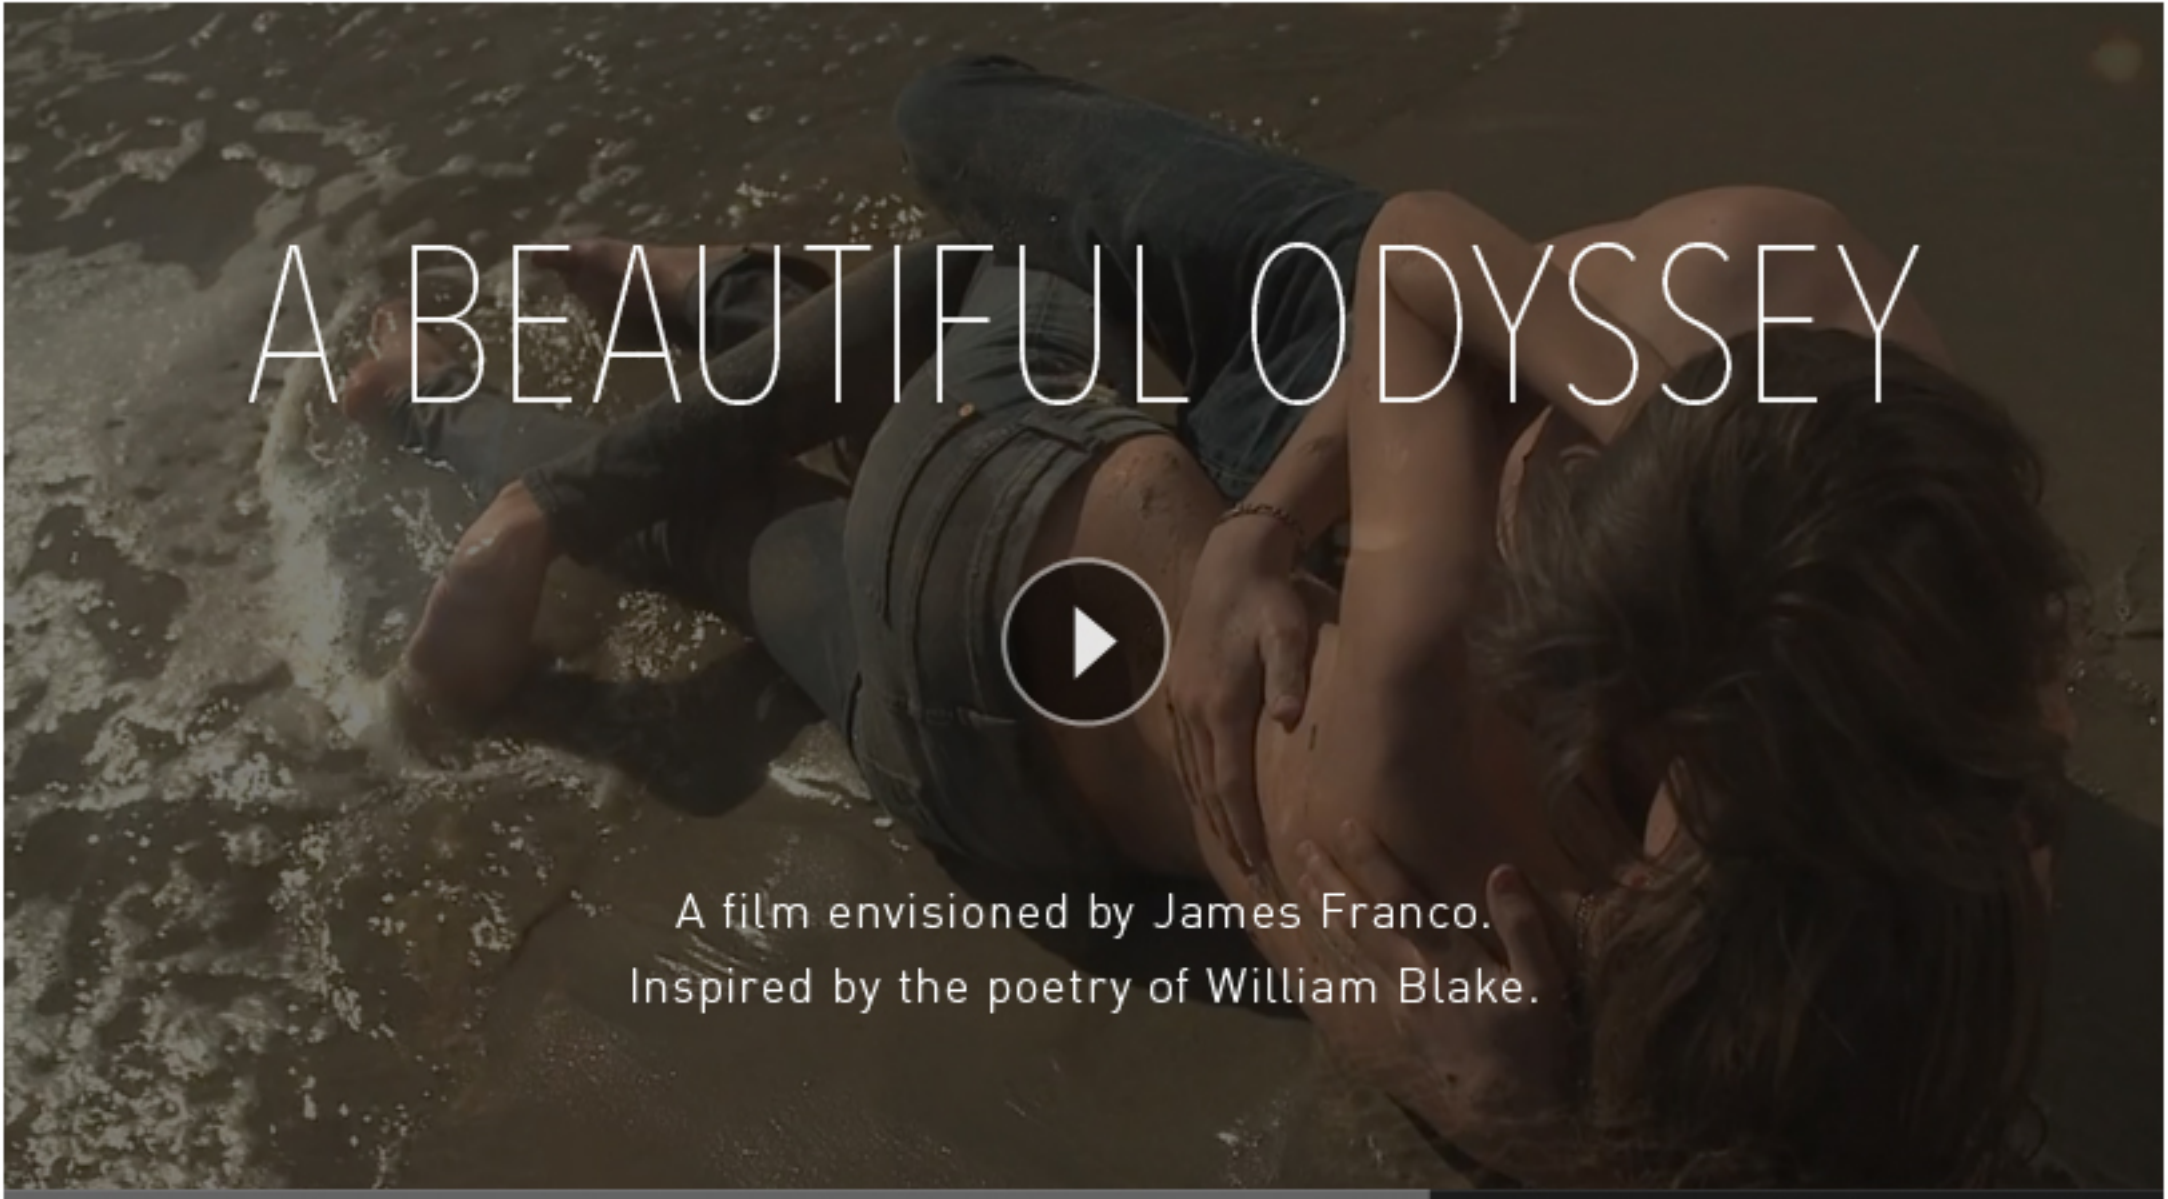 A BEAUTIFUL ODYSSEY
A film envisioned by James Franco.
Inspired by the poetry of William Blake.